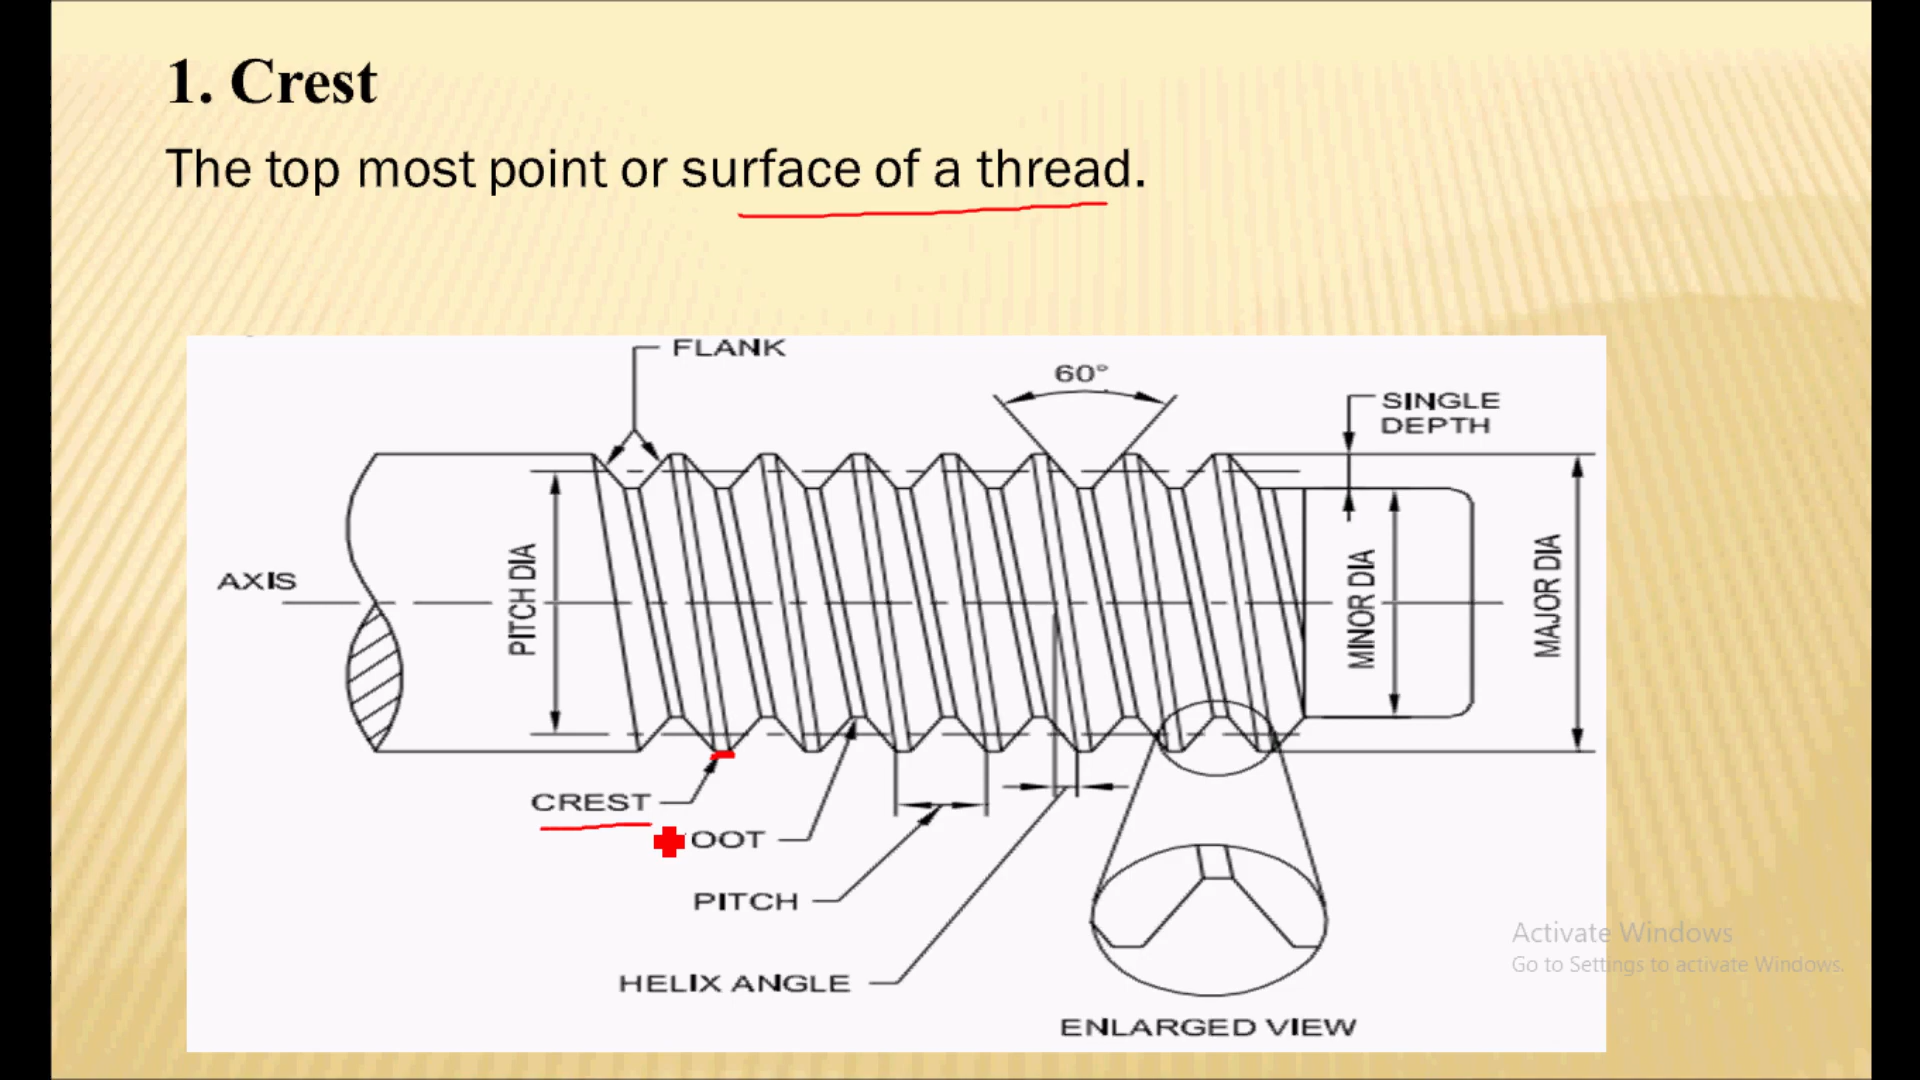 1. Crest
The top most point or surface of a thread.
FLANK
60°
SINGLE
DEPTH
AXIS
PITCH DIA
MINOR DIA
MAJOR DIA
CREST
OOT
PITCH
HELIX ANGLE
ENLARGED VIEW
Activate Windows
Go to Settings to activate Windows.